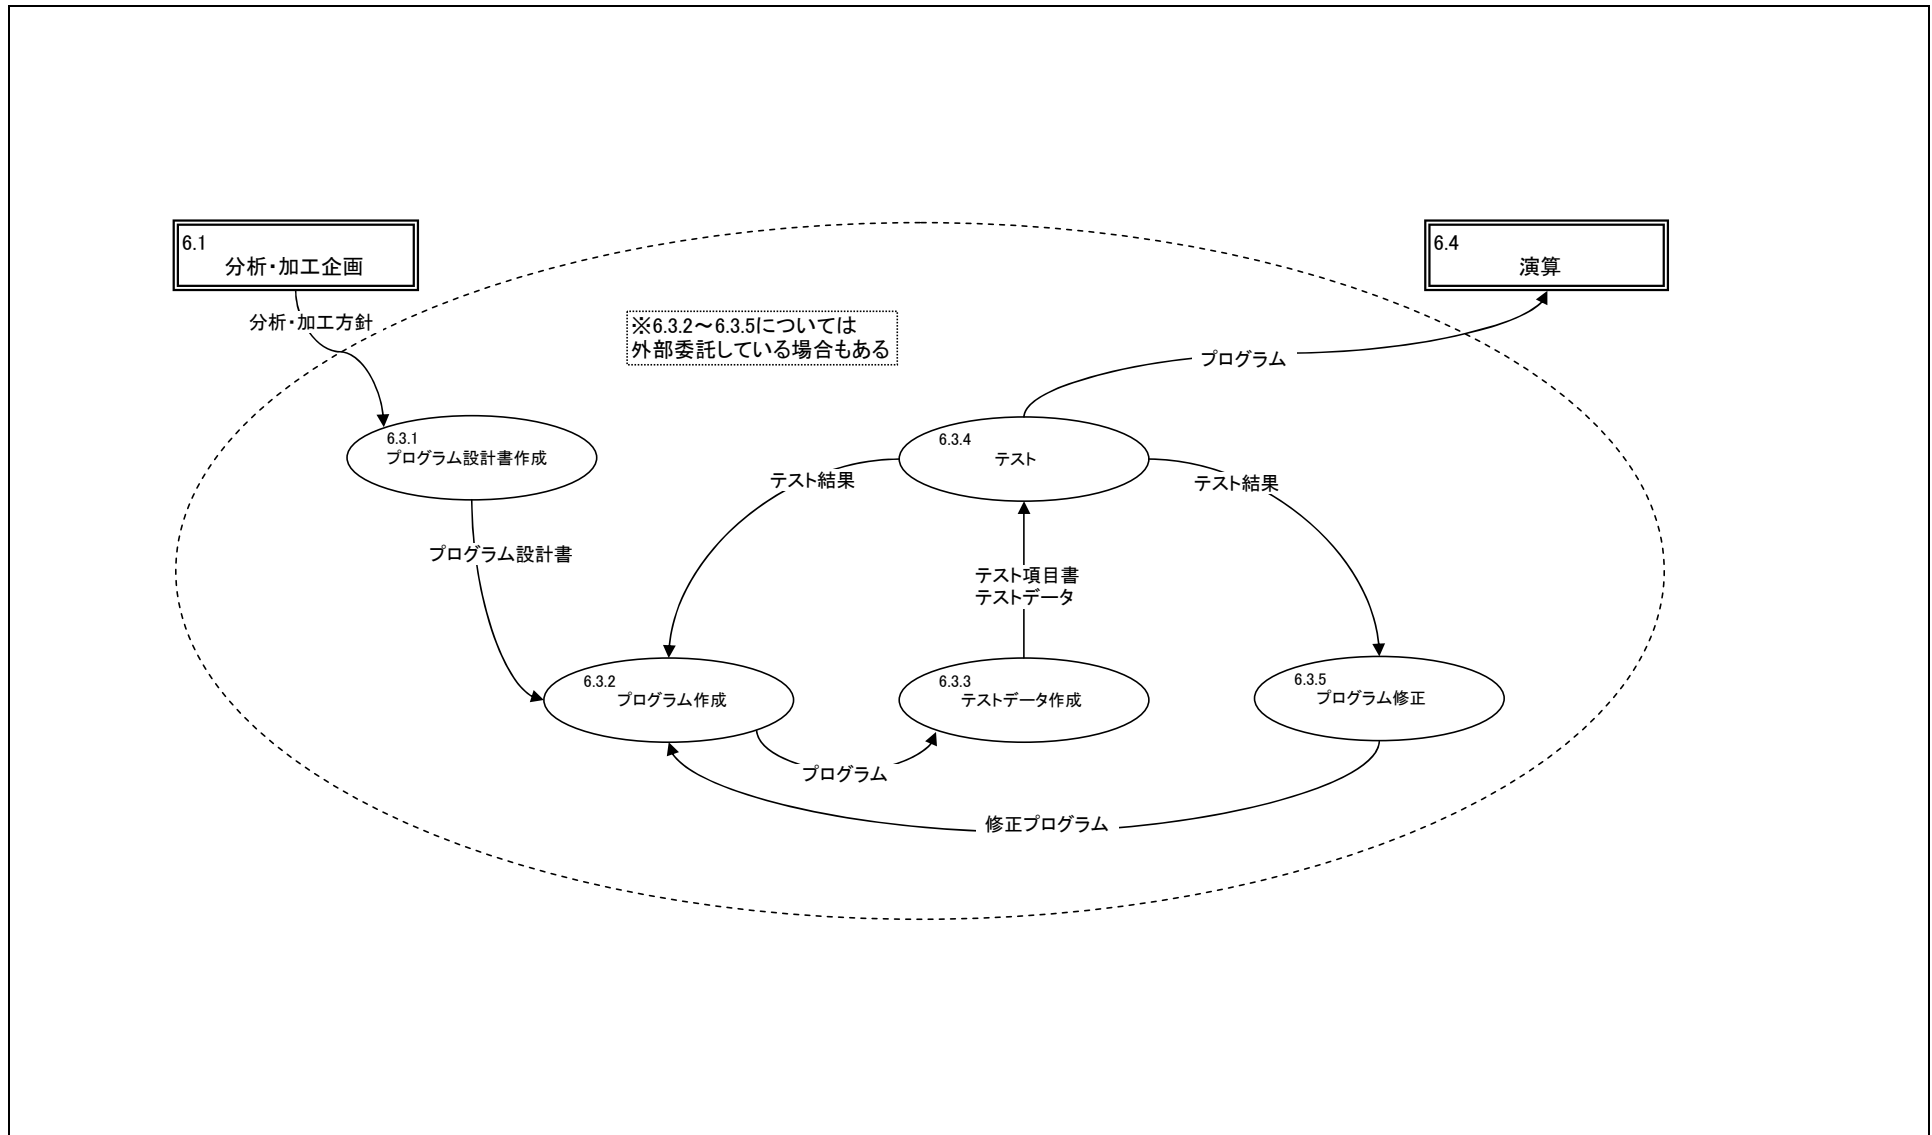 6.1
分析・加工企画
6.4
演算
分析・加工方針
※6.3.2～6.3.5については
外部委託している場合もある
プログラム
6.3.1
プログラム設計書作成
6.3.4
テスト
テスト結果
テスト結果
プログラム設計書
テスト項目書
テストデータ
6.3.2
プログラム作成
6.3.3
テストデータ作成
6.3.5
プログラム修正
プログラム
修正プログラム